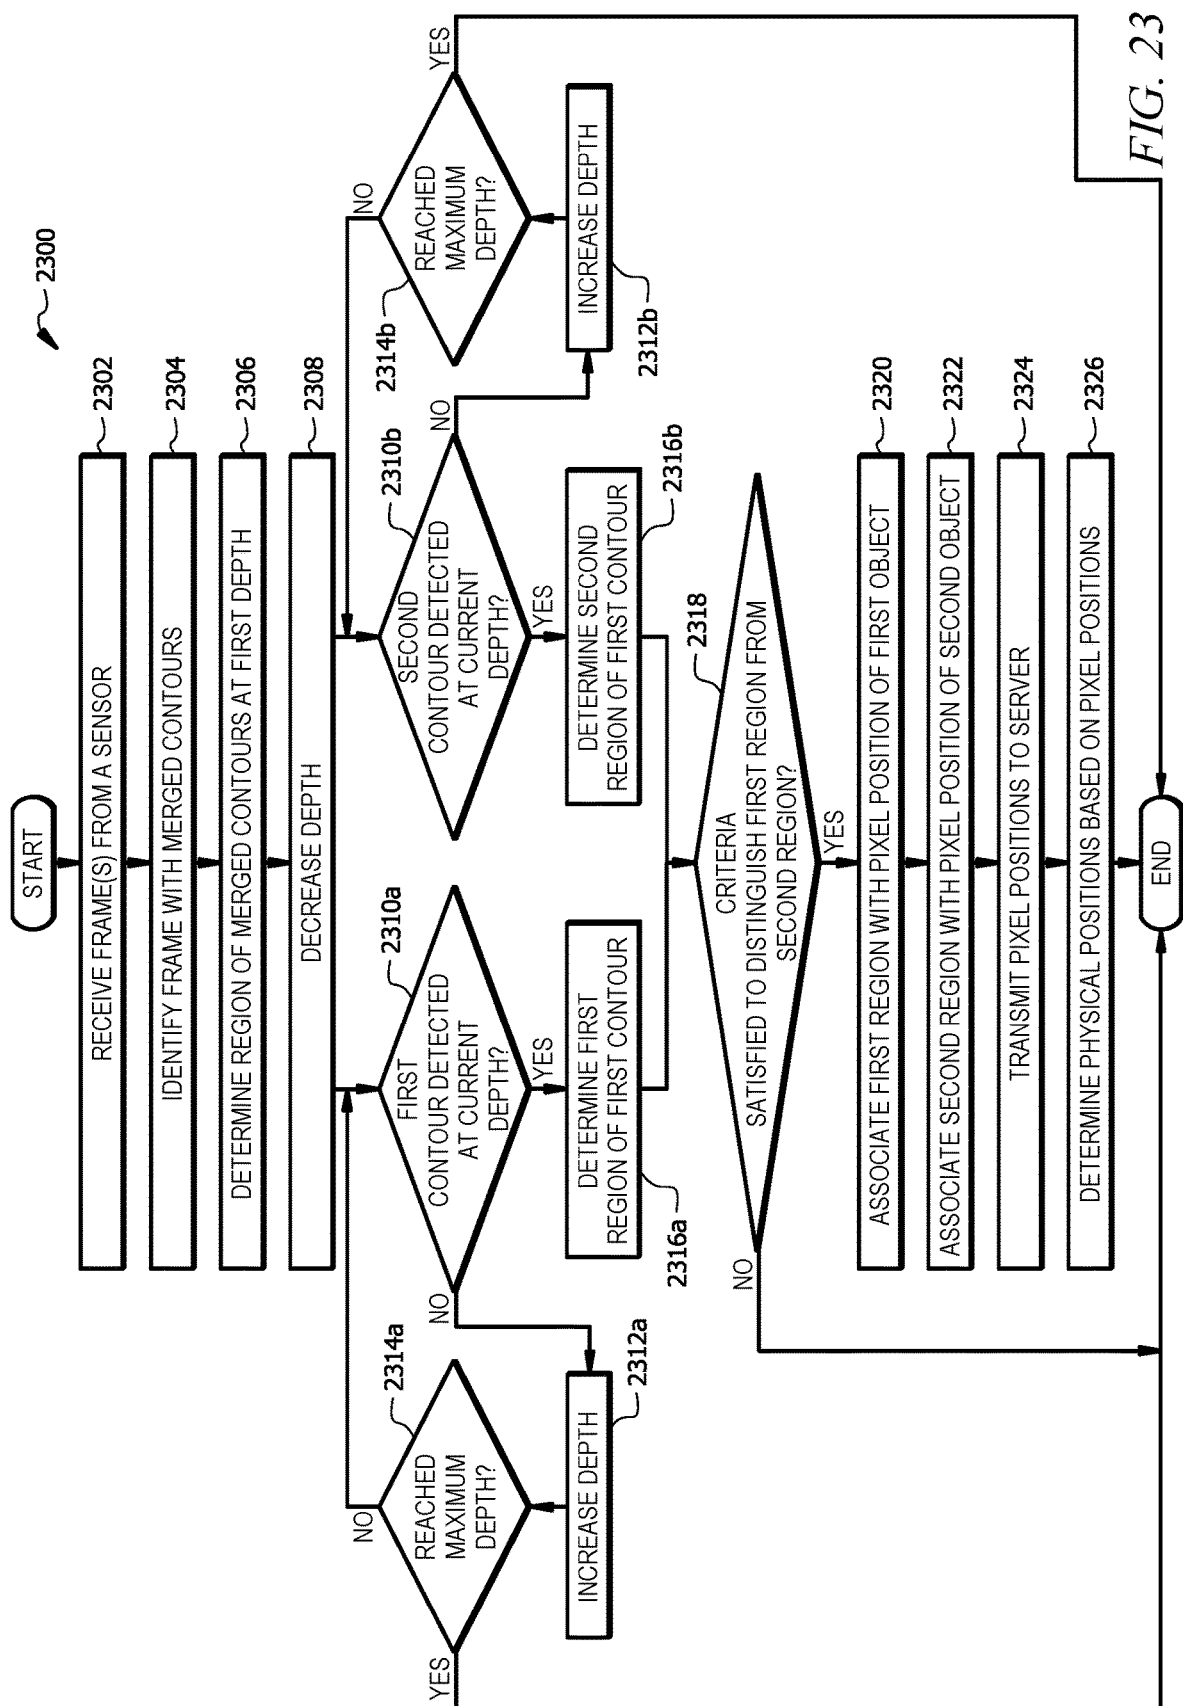 2300
START
RECEIVE FRAME(S) FROM A SENSOR
2302
IDENTIFY FRAME WITH MERGED CONTOURS
2304
DETERMINE REGION OF MERGED CONTOURS AT FIRST DEPTH
2306
DECREASE DEPTH
2308
NO
2314a
REACHED
MAXIMUM
DEPTH?
YES
INCREASE DEPTH
2312a
2310a
FIRST
CONTOUR DETECTED
AT CURRENT
DEPTH?
NO
YES
DETERMINE FIRST
REGION OF FIRST CONTOUR
2316a
SECOND
CONTOUR DETECTED
AT CURRENT
DEPTH?
2310b
NO
YES
DETERMINE SECOND
REGION OF FIRST CONTOUR
2316b
NO
2314b
REACHED
MAXIMUM
DEPTH?
YES
INCREASE DEPTH
2312b
2318
CRITERIA
SATISFIED TO DISTINGUISH FIRST REGION FROM
SECOND REGION?
NO
YES
ASSOCIATE FIRST REGION WITH PIXEL POSITION OF FIRST OBJECT
2320
ASSOCIATE SECOND REGION WITH PIXEL POSITION OF SECOND OBJECT
2322
TRANSMIT PIXEL POSITIONS TO SERVER
2324
DETERMINE PHYSICAL POSITIONS BASED ON PIXEL POSITIONS
2326
END
FIG. 23